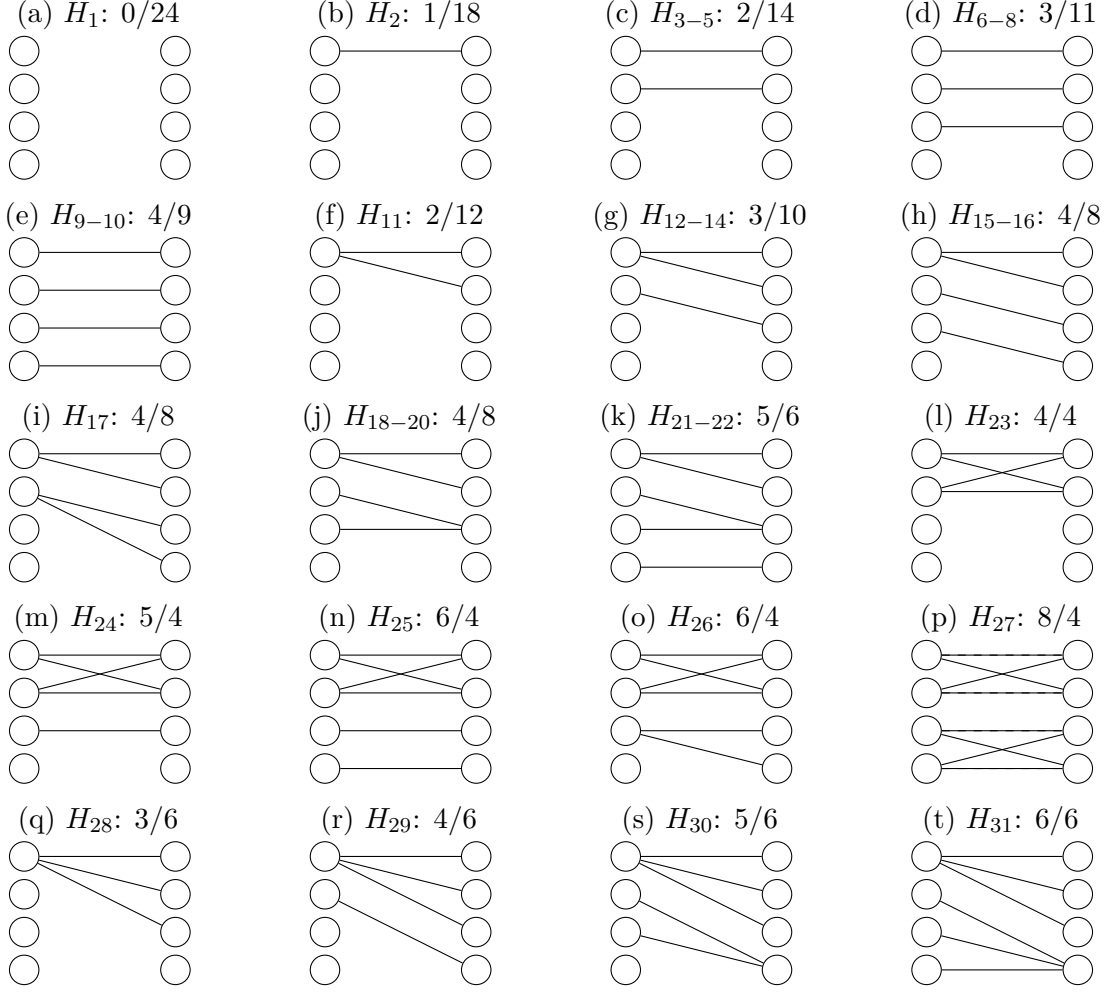 (a) H₁: 0/24
(b) H₂: 1/18
(c) H₃₋₅: 2/14
(d) H₆₋₈: 3/11
(e) H₉₋₁₀: 4/9
(f) H₁₁: 2/12
(g) H₁₂₋₁₄: 3/10
(h) H₁₅₋₁₆: 4/8
(i) H₁₇: 4/8
(j) H₁₈₋₂₀: 4/8
(k) H₂₁₋₂₂: 5/6
(l) H₂₃: 4/4
(m) H₂₄: 5/4
(n) H₂₅: 6/4
(o) H₂₆: 6/4
(p) H₂₇: 8/4
(q) H₂₈: 3/6
(r) H₂₉: 4/6
(s) H₃₀: 5/6
(t) H₃₁: 6/6